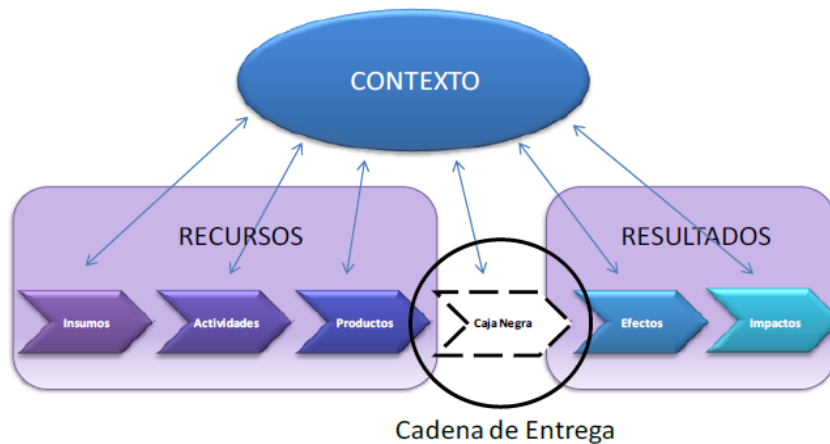 CONTEXTO
RECURSOS
RESULTADOS
Insumos
Actividades
Productos
Caja Negra
Efectos
Impactos
Cadena de Entrega